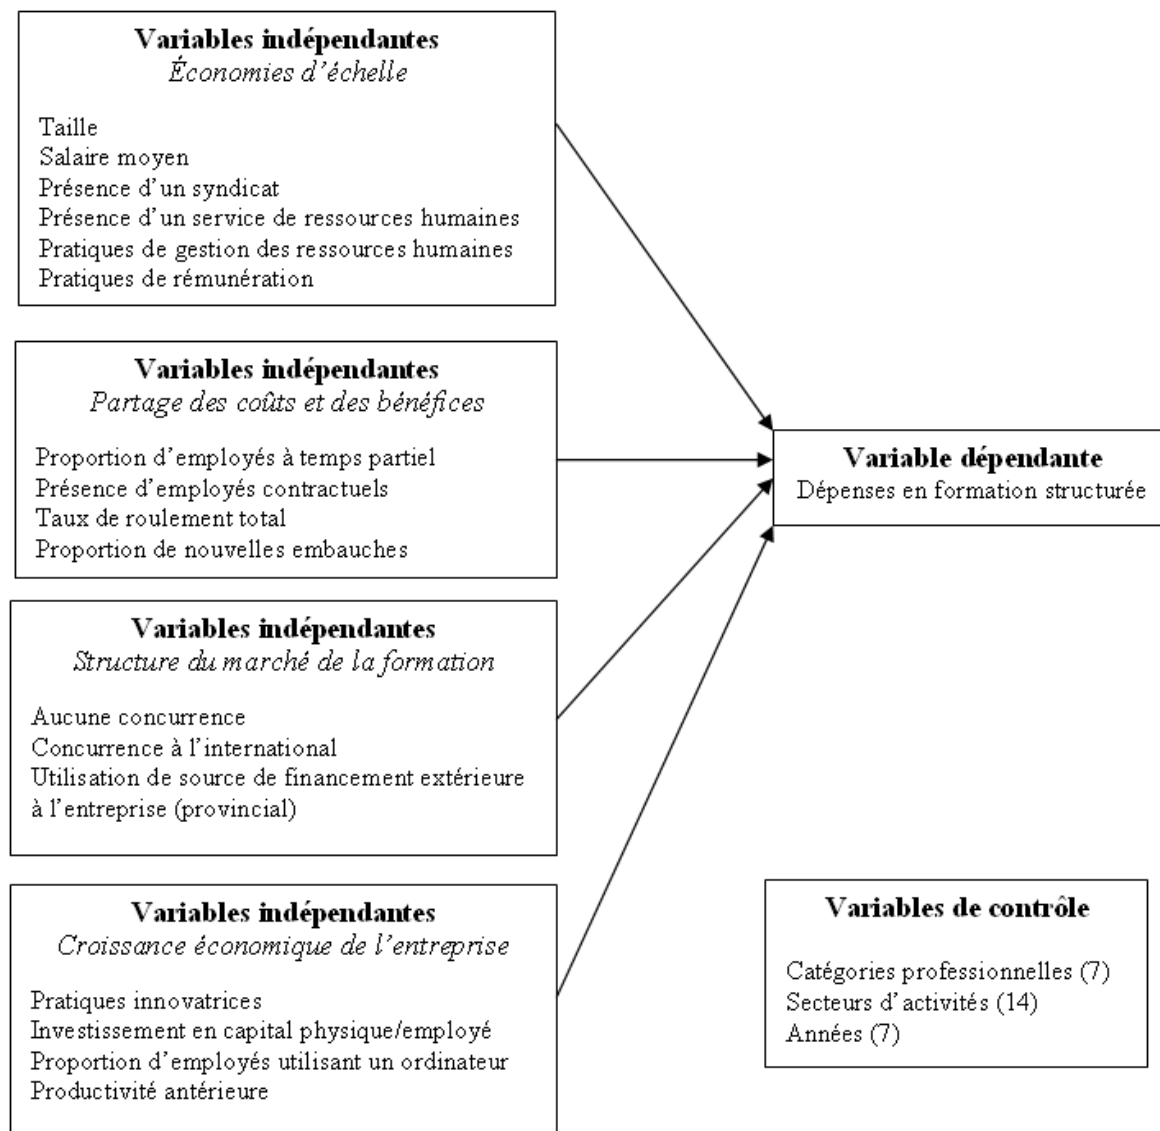 Variables indépendantes
Économies d'échelle
Taille
Salaire moyen
Présence d'un syndicat
Présence d'un service de ressources humaines
Pratiques de gestion des ressources humaines
Pratiques de rémunération
Variables indépendantes
Partage des coûts et des bénéfices
Proportion d'employés à temps partiel
Présence d'employés contractuels
Taux de roulement total
Proportion de nouvelles embauches
Variable dépendante
Dépenses en formation structurée
Variables indépendantes
Structure du marché de la formation
Aucune concurrence
Concurrence à l'international
Utilisation de source de financement extérieure
à l'entreprise (provincial)
Variables indépendantes
Croissance économique de l'entreprise
Pratiques innovatrices
Investissement en capital physique/employé
Proportion d'employés utilisant un ordinateur
Productivité antérieure
Variables de contrôle
Catégories professionnelles (7)
Secteurs d'activités (14)
Années (7)